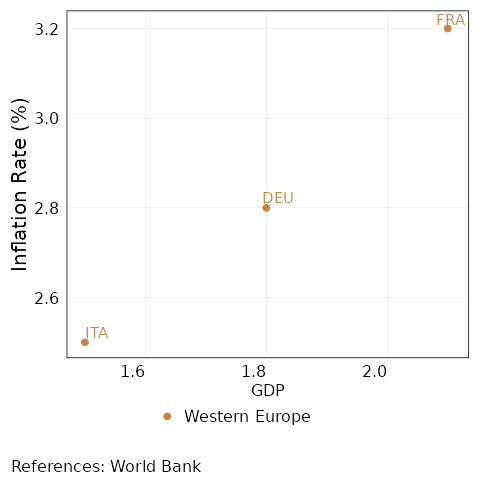 FRA
3.2
3.0
Inflation Rate (%)
DEU
2.8
2.6
ITA
1.6 1.8 2.0
GDP
Western Europe
References: World Bank